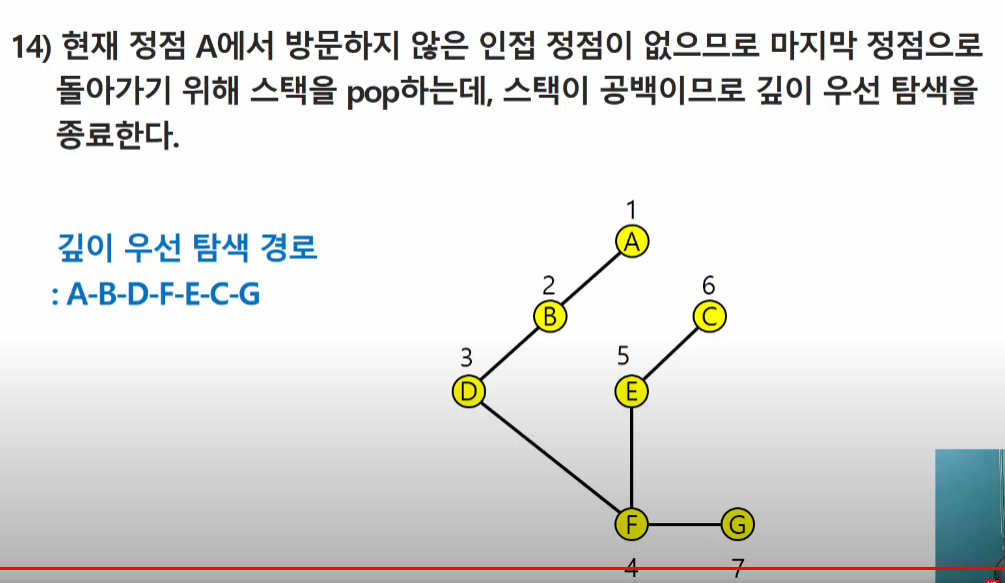 14) 현재 정점 A에서 방문하지 않은 인접 정점이 없으므로 마지막 정점으로
돌아가기 위해 스택을 pop하는데, 스택이 공백이므로 깊이 우선 탐색을
종료한다.
깊이 우선 탐색 경로
: A-B-D-F-E-C-G
1
A
2
B
6
C
3
D
5
E
F
G
4
7